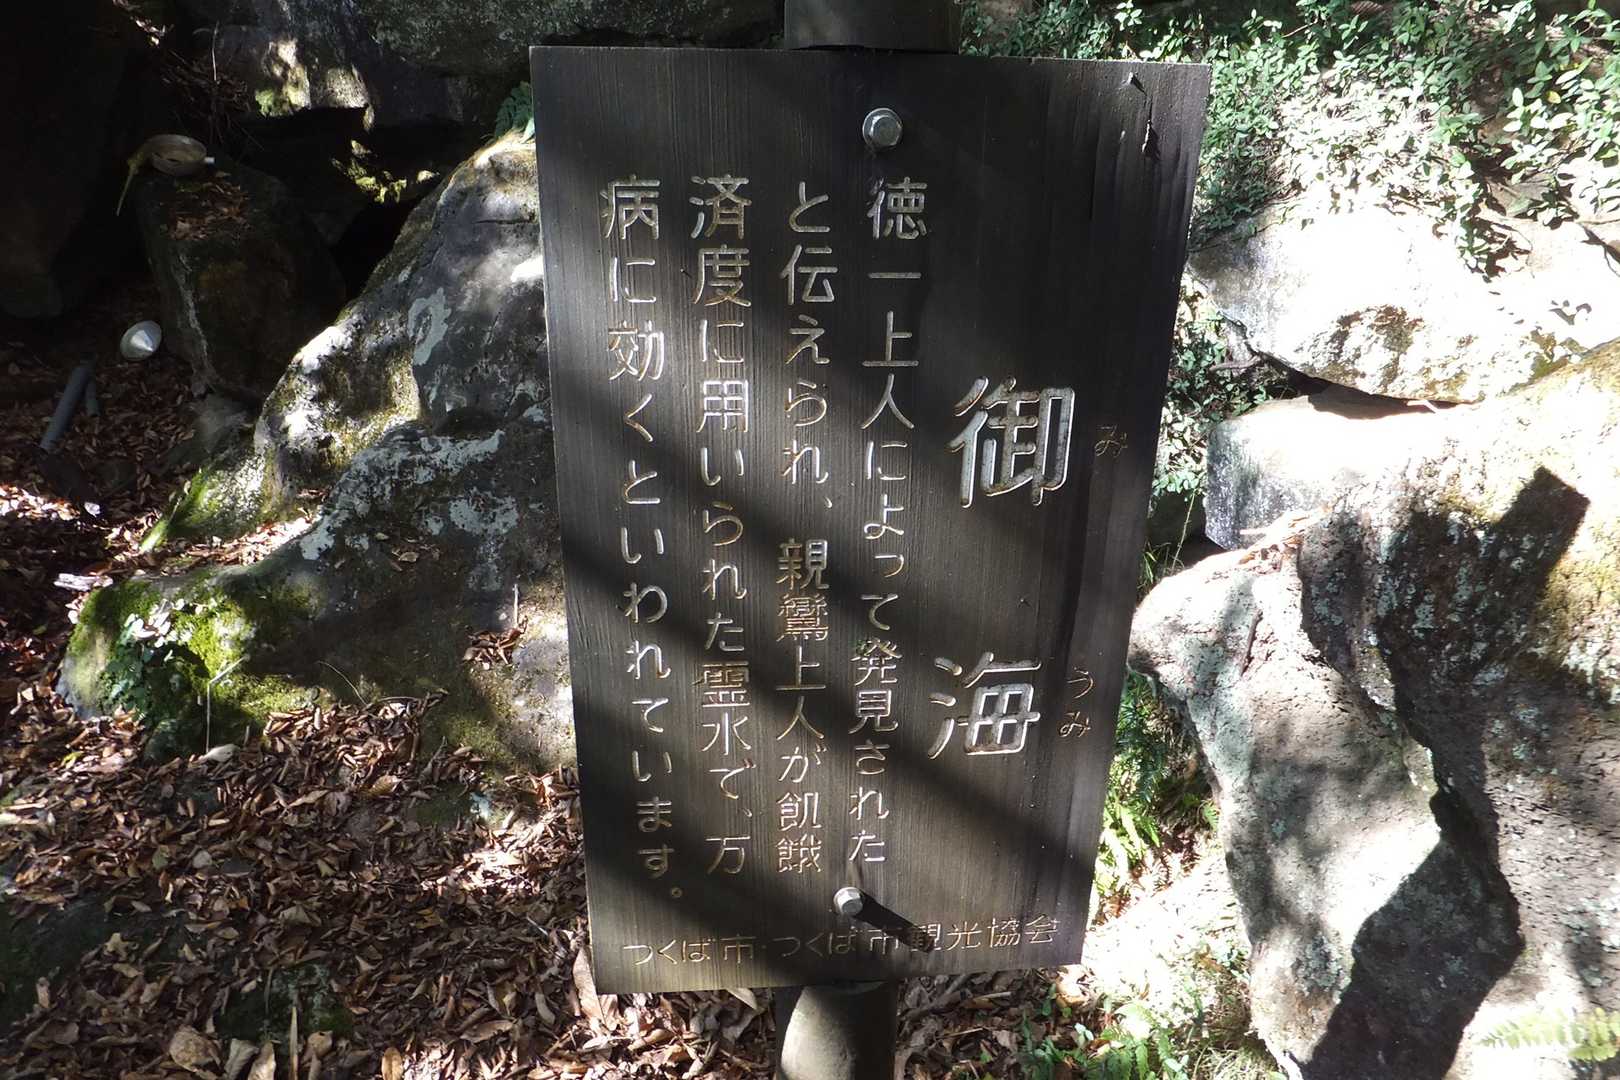 御海
みうみ
徳一上人によって発見された
と伝えられ、親鸞上人が飢餓
済度に用いられた霊水で、万
病に効くといわれています。
つくば市・つくば市観光協会